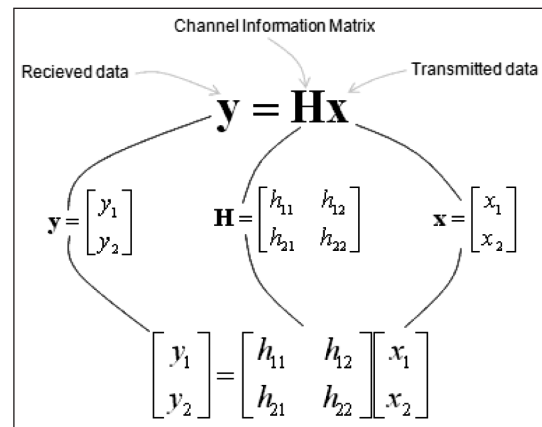 Channel Information Matrix
Recieved data
Transmitted data
y = Hx
y = [y₁ y₂]
H = [h₁₁ h₁₂ h₂₁ h₂₂]
x = [x₁ x₂]
[y₁ y₂] = [h₁₁ h₁₂ h₂₁ h₂₂][x₁ x₂]